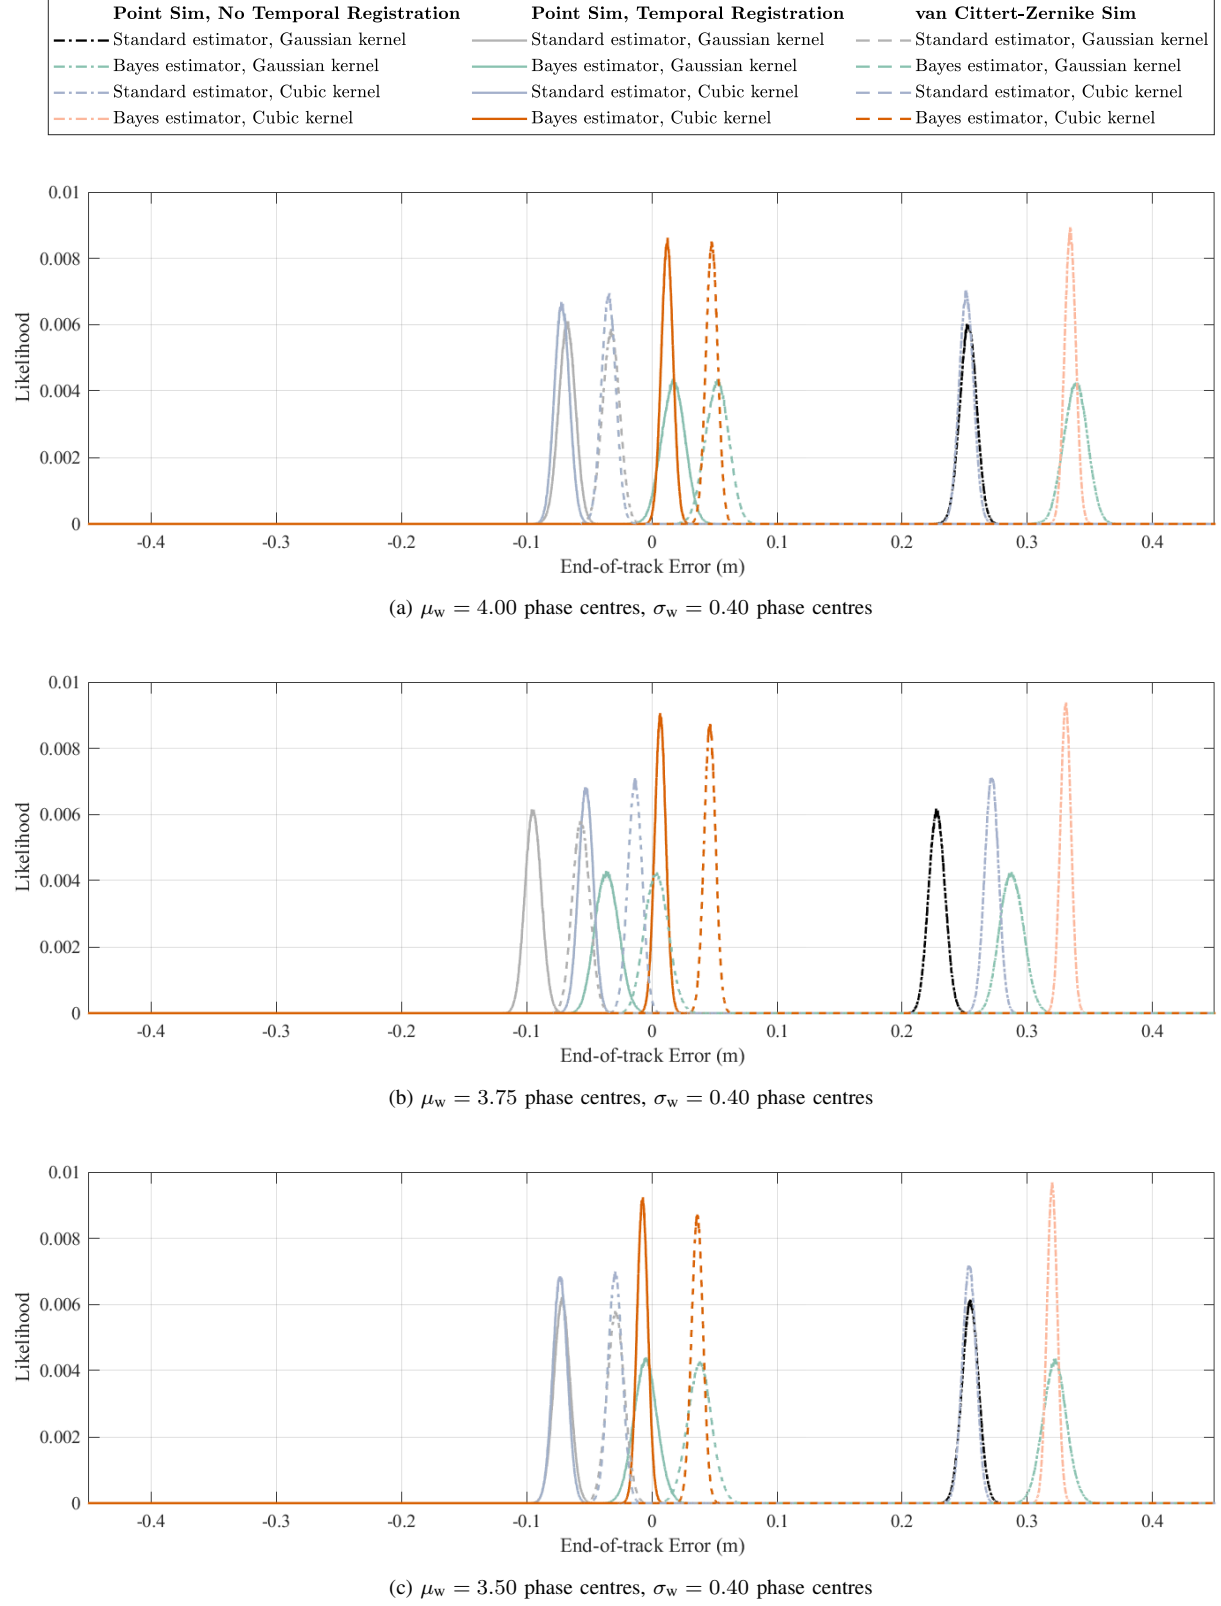 Point Sim, No Temporal Registration
Standard estimator, Gaussian kernel
Bayes estimator, Gaussian kernel
Standard estimator, Cubic kernel
Bayes estimator, Cubic kernel
Point Sim, Temporal Registration
Standard estimator, Gaussian kernel
Bayes estimator, Gaussian kernel
Standard estimator, Cubic kernel
Bayes estimator, Cubic kernel
van Cittert-Zernike Sim
Standard estimator, Gaussian kernel
Bayes estimator, Gaussian kernel
Standard estimator, Cubic kernel
Bayes estimator, Cubic kernel
Likelihood
0.01
0.008
0.006
0.004
0.002
0
-0.4 -0.3 -0.2 -0.1 0 0.1 0.2 0.3 0.4
End-of-track Error (m)
(a) μw = 4.00 phase centres, σw = 0.40 phase centres
Likelihood
0.01
0.008
0.006
0.004
0.002
0
-0.4 -0.3 -0.2 -0.1 0 0.1 0.2 0.3 0.4
End-of-track Error (m)
(b) μw = 3.75 phase centres, σw = 0.40 phase centres
Likelihood
0.01
0.008
0.006
0.004
0.002
0
-0.4 -0.3 -0.2 -0.1 0 0.1 0.2 0.3 0.4
End-of-track Error (m)
(c) μw = 3.50 phase centres, σw = 0.40 phase centres